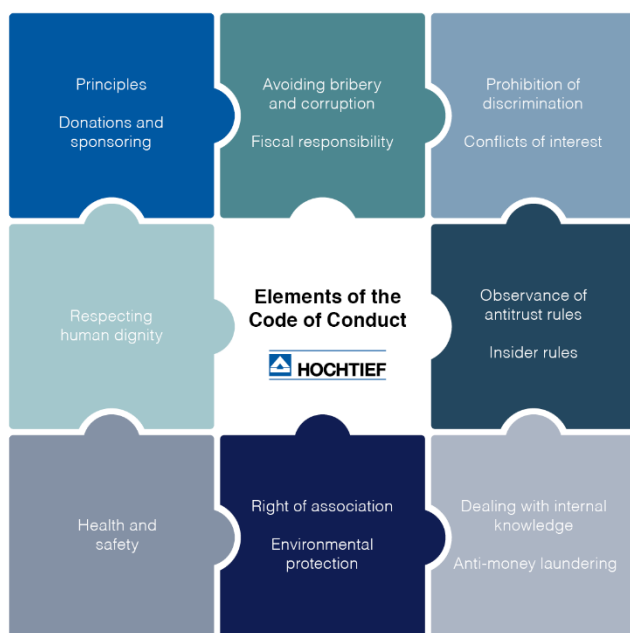 Principles
Donations and
sponsoring
Avoiding bribery
and corruption
Fiscal responsibility
Prohibition of
discrimination
Conflicts of interest
Respecting
human dignity
Elements of the
Code of Conduct
HOCHTIEF
Observance of
antitrust rules
Insider rules
Health and
safety
Right of association
Environmental
protection
Dealing with internal
knowledge
Anti-money laundering